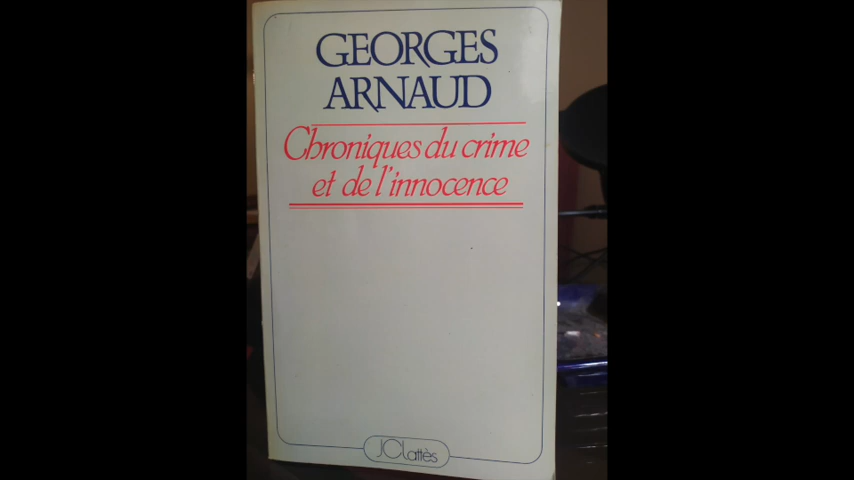 GEORGES
ARNAUD
Chroniques du crime
et de l'innocence
JClattès